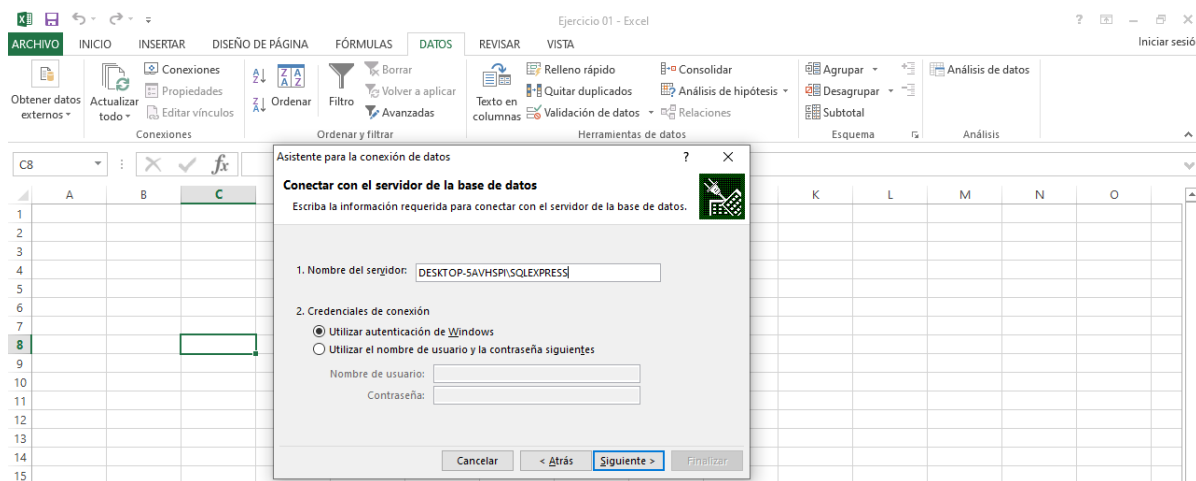 Ejercicio 01 - Excel
?
ARCHIVO INICIO INSERTAR DISEÑO DE PÁGINA FÓRMULAS DATOS REVISAR VISTA Iniciar sesió
Obtener datos externos
Actualizar todo
Conexiones
Propiedades
Editar vínculos
Conexiones
Ordenar
Filtro
Borrar
Volver a aplicar
Avanzadas
Ordenar y filtrar
Texto en columnas
Relleno rápido
Quitar duplicados
Validación de datos
Consolidar
Análisis de hipótesis
Relaciones
Herramientas de datos
Agrupar
Desagrupar
Subtotal
Esquema
Análisis de datos
Análisis
C8 fx
A B C K L M N O
1
2
3
4
5
6
7
8
9
10
11
12
13
14
15
Asistente para la conexión de datos ?
Conectar con el servidor de la base de datos
Escriba la información requerida para conectar con el servidor de la base de datos.
1. Nombre del servidor: DESKTOP-5AVHSPI\SQLEXPRESS
2. Credenciales de conexión
Utilizar autenticación de Windows
Utilizar el nombre de usuario y la contraseña siguientes
Nombre de usuario:
Contraseña:
Cancelar < Atrás Siguiente > Finalizar